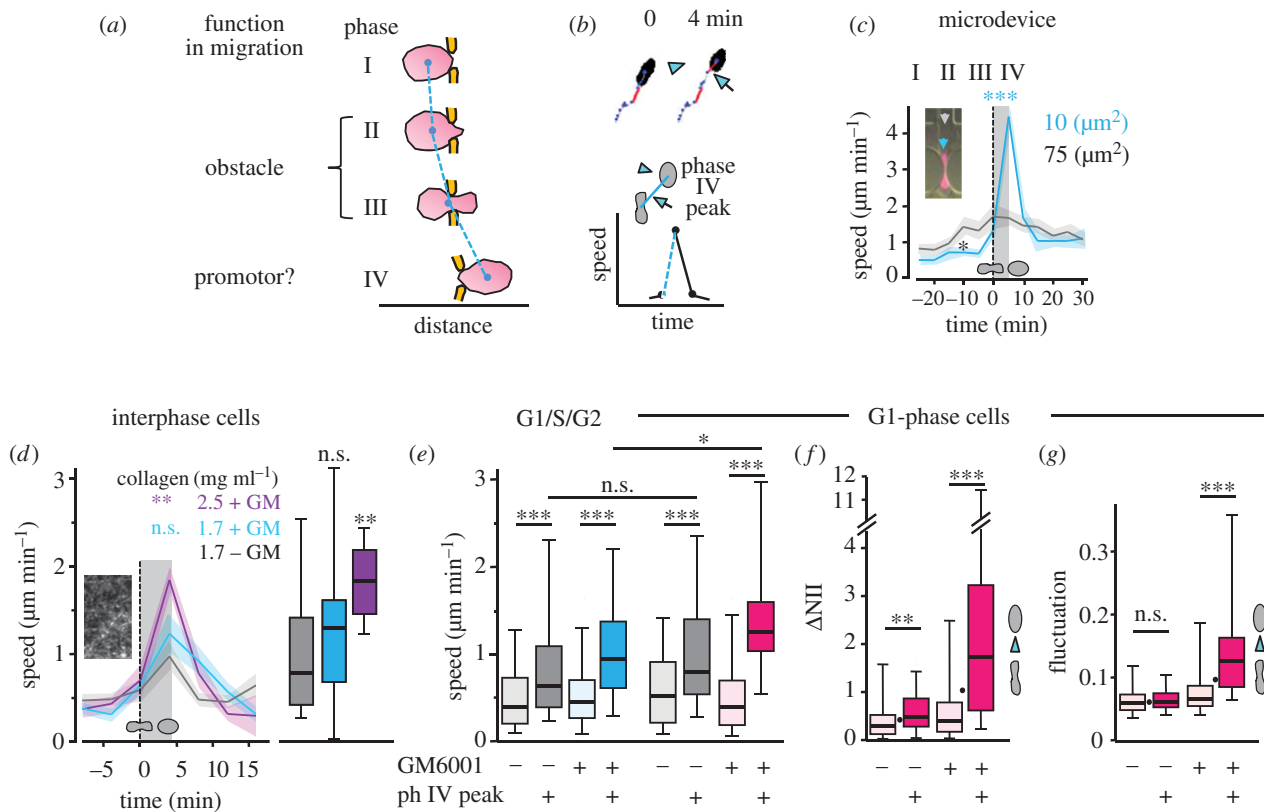 (a)
function
in migration
phase
I
II
obstacle
III
promotor?
IV
distance
(b)
0 4 min
phase
IV
peak
speed
time
(c)
microdevice
I II III IV
***
10 (µm²)
75 (µm²)
speed (µm min⁻¹)
4
3
2
1
0
*
−20 −10 0 10 20 30
time (min)
interphase cells
(d)
collagen (mg ml⁻¹)
** 2.5 + GM
n.s. 1.7 + GM
1.7 – GM
n.s.
**
speed (µm min⁻¹)
3
2
1
0
−5 0 5 10 15
time (min)
G1/S/G2
G1-phase cells
(e)
*
n.s.
***
***
***
***
speed (µm min⁻¹)
3
2
1
0
GM6001 – – + + – – + +
ph IV peak + + + +
(f)
***
**
ΔNII
12
11
4
3
2
1
0
– – + +
+ +
(g)
***
n.s.
fluctuation
0.3
0.2
0.1
0
– – + +
+ +